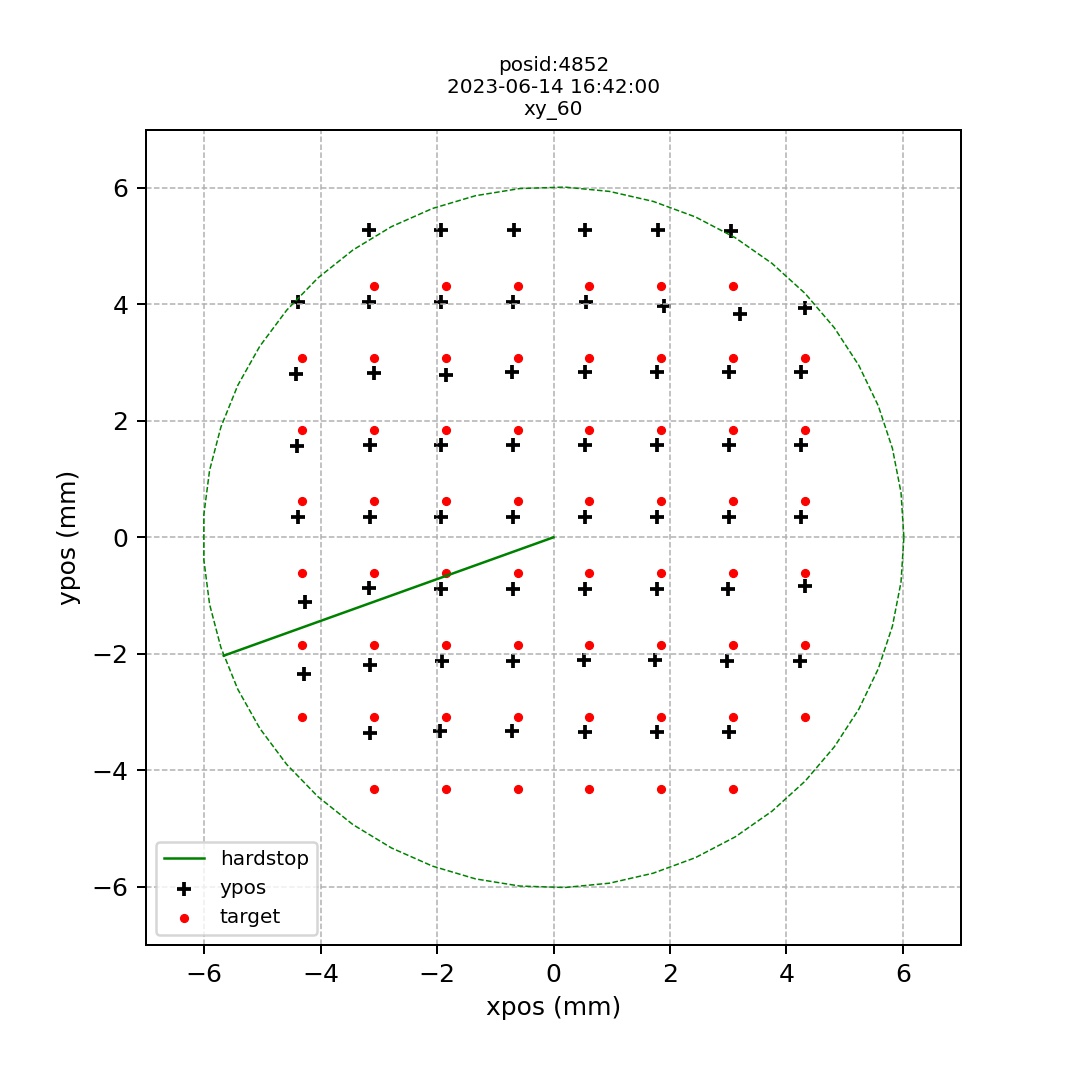 posid:4852
2023-06-14 16:42:00
xy_60
6
4
2
0
−2
−4
−6
ypos (mm)
hardstop
ypos
target
−6 −4 −2 0 2 4 6
xpos (mm)